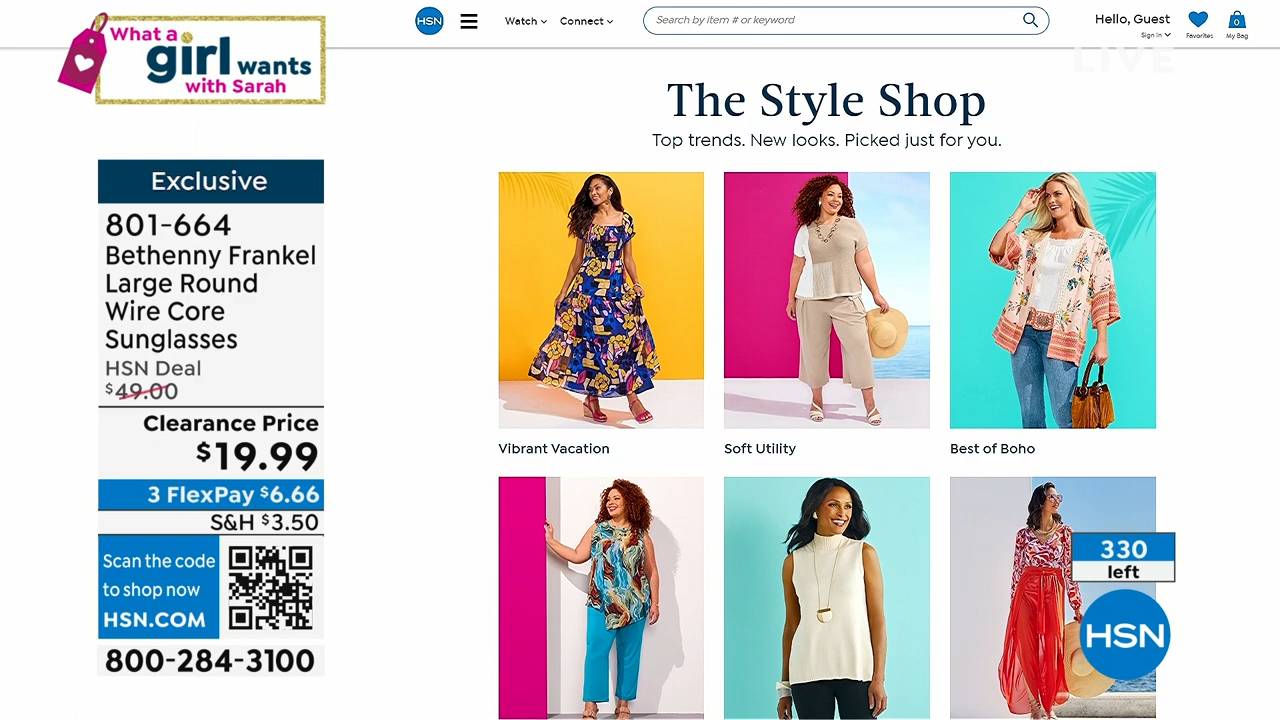 What a
girl wants
with Sarah
HSN
Watch
Connect
Search by item # or keyword
Hello, Guest
Sign In
Favorites
0
My Bag
LIVE
The Style Shop
Top trends. New looks. Picked just for you.
Exclusive
801-664
Bethenny Frankel
Large Round
Wire Core
Sunglasses
HSN Deal
$49.00
Clearance Price
$19.99
3 FlexPay $6.66
S&H $3.50
Scan the code
to shop now
HSN.COM
800-284-3100
Vibrant Vacation
Soft Utility
Best of Boho
330
left
HSN